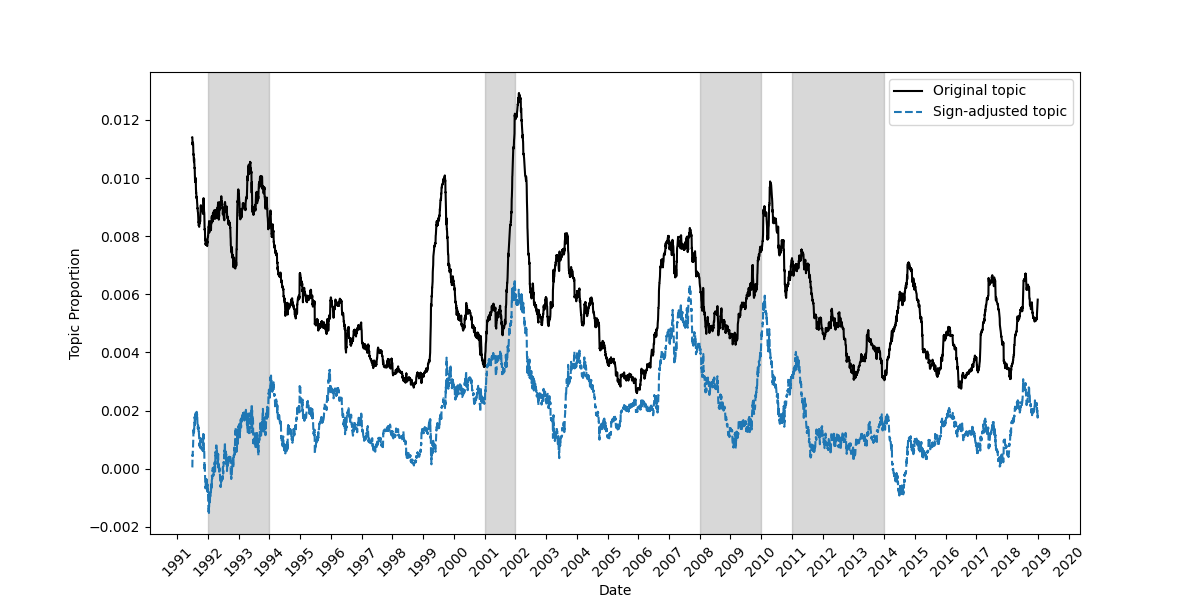 Original topic
Sign-adjusted topic
0.012
0.010
0.008
0.006
0.004
0.002
0.000
−0.002
Topic Proportion
1991 1992 1993 1994 1995 1996 1997 1998 1999 2000 2001 2002 2003 2004 2005 2006 2007 2008 2009 2010 2011 2012 2013 2014 2015 2016 2017 2018 2019 2020
Date